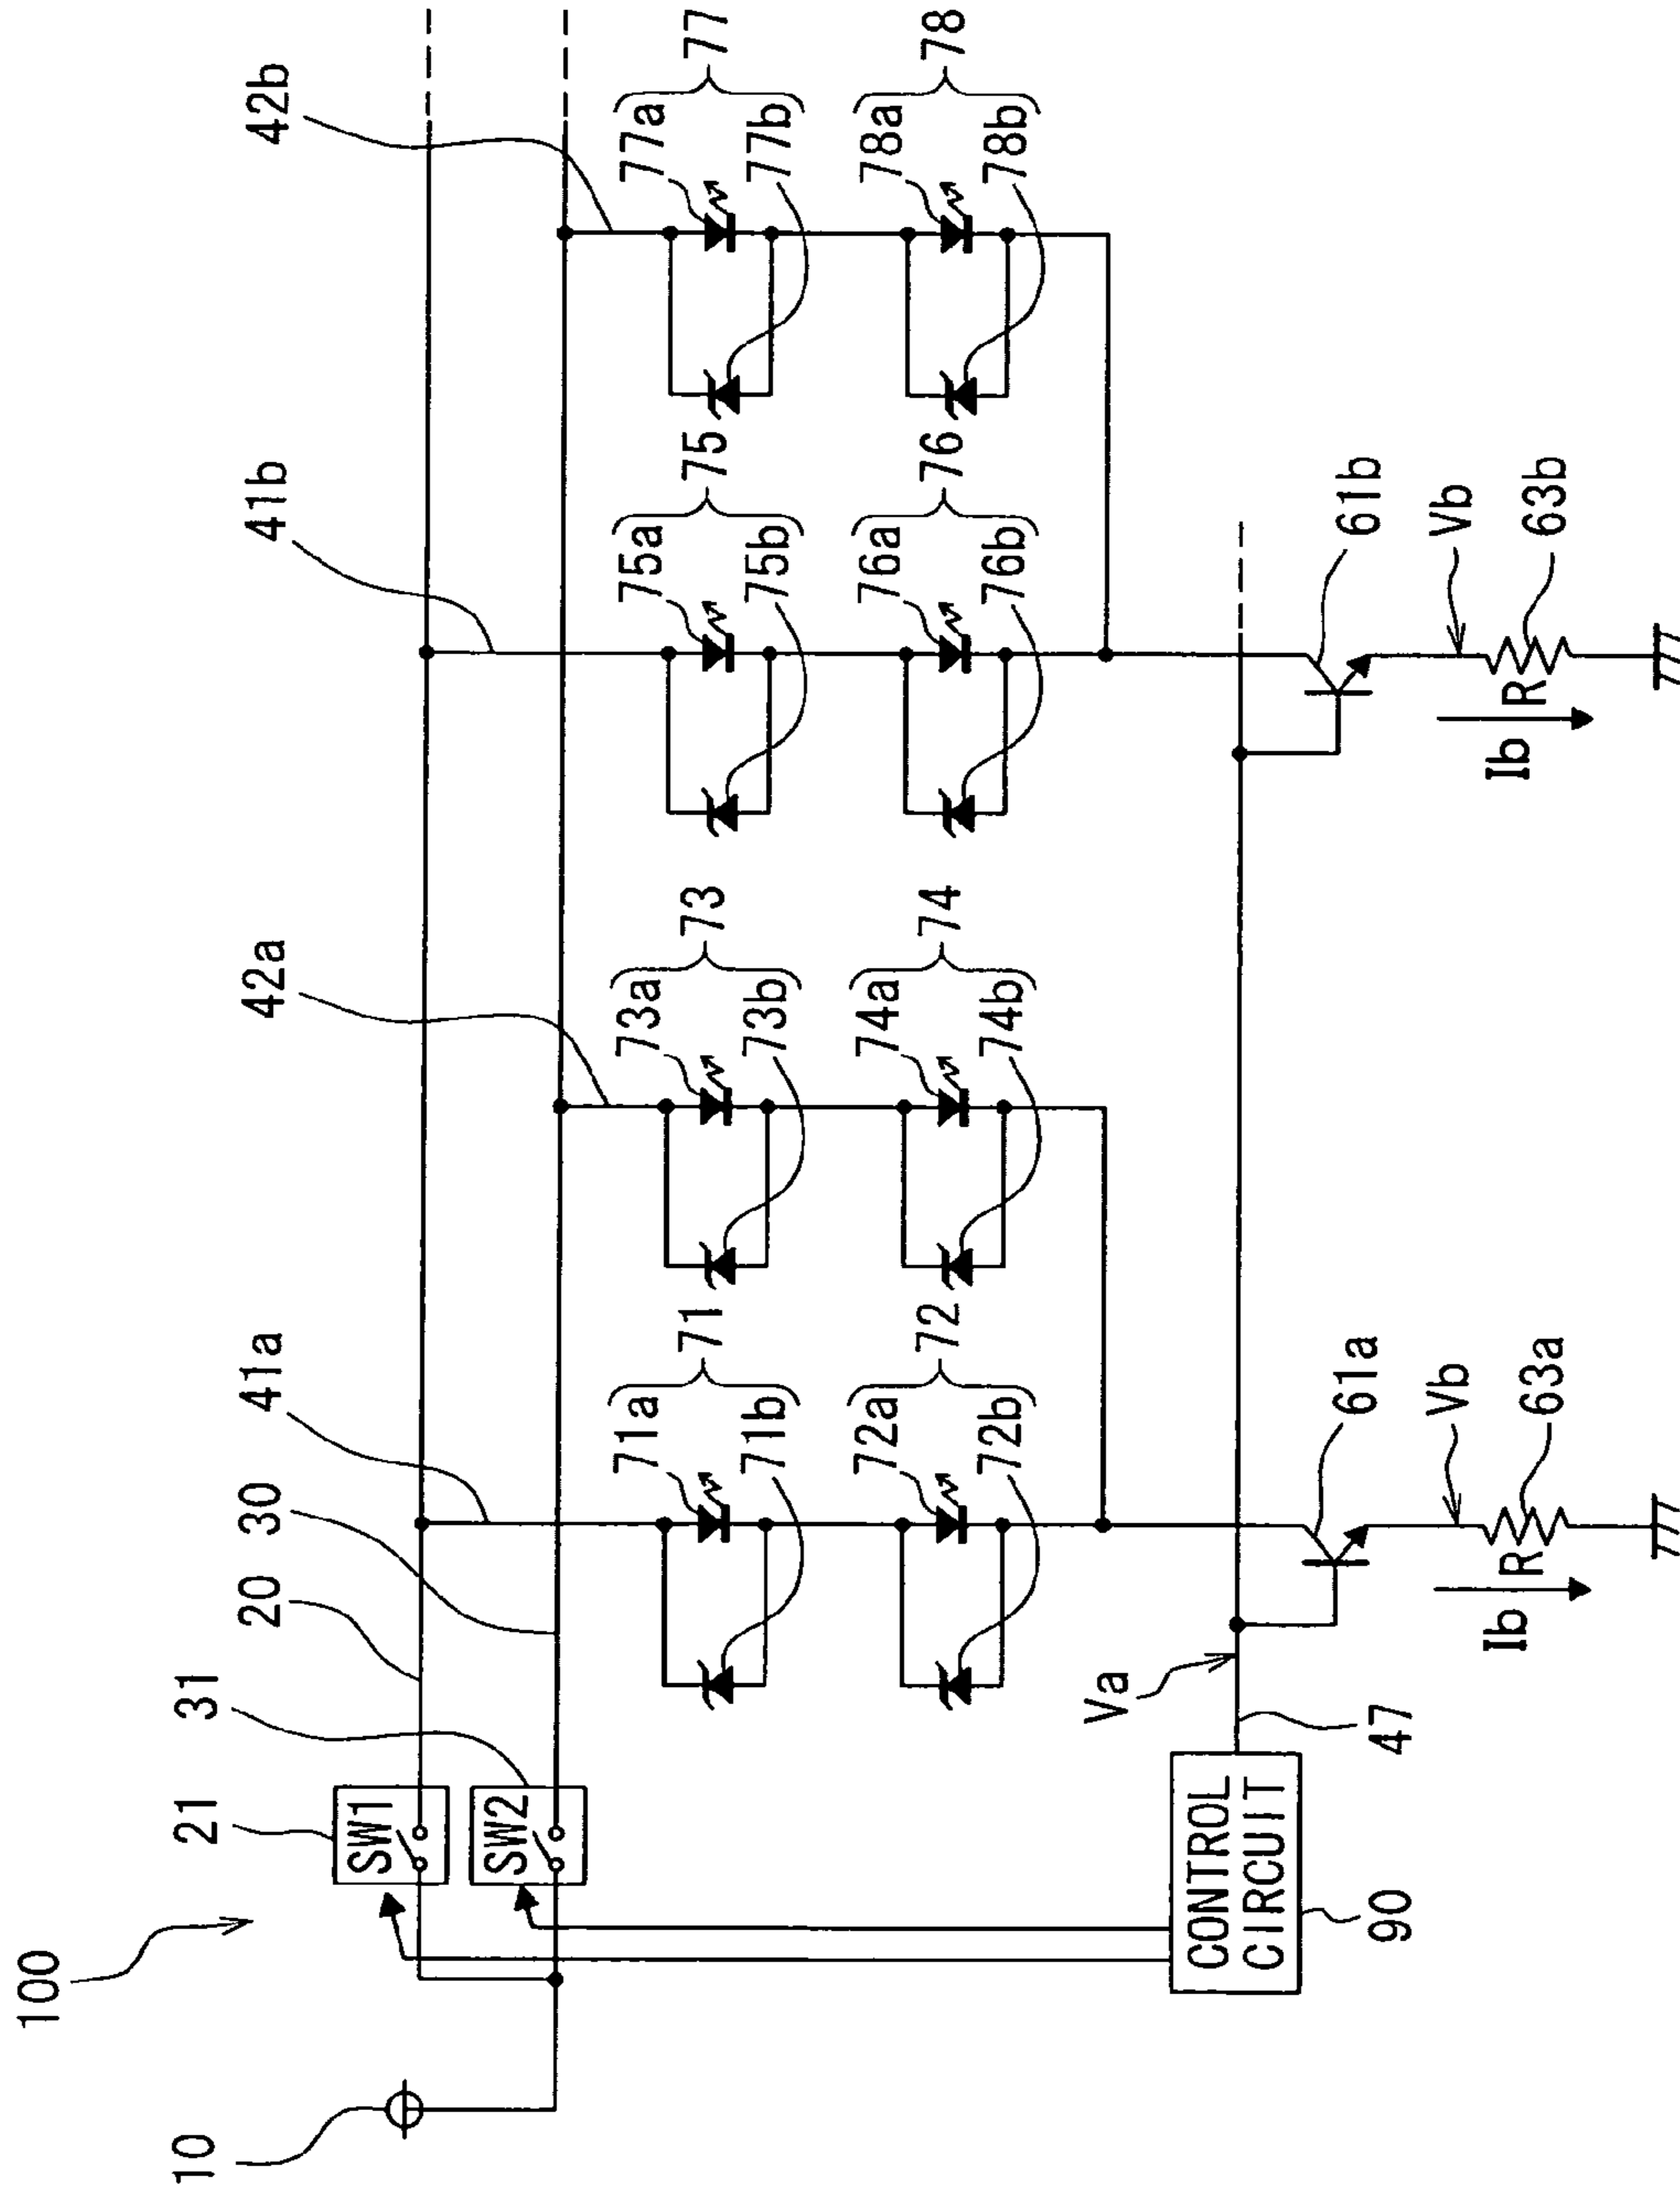 100
10
21
SW1
31
SW2
20
30
41a
42a
41b
42b
71a
71b
71
73a
73b
73
75a
75b
75
77a
77b
77
72a
72b
72
74a
74b
74
76a
76b
76
78a
78b
78
Va
47
CONTROL
CIRCUIT
90
61a
Vb
Ib
R
63a
61b
Vb
Ib
R
63b